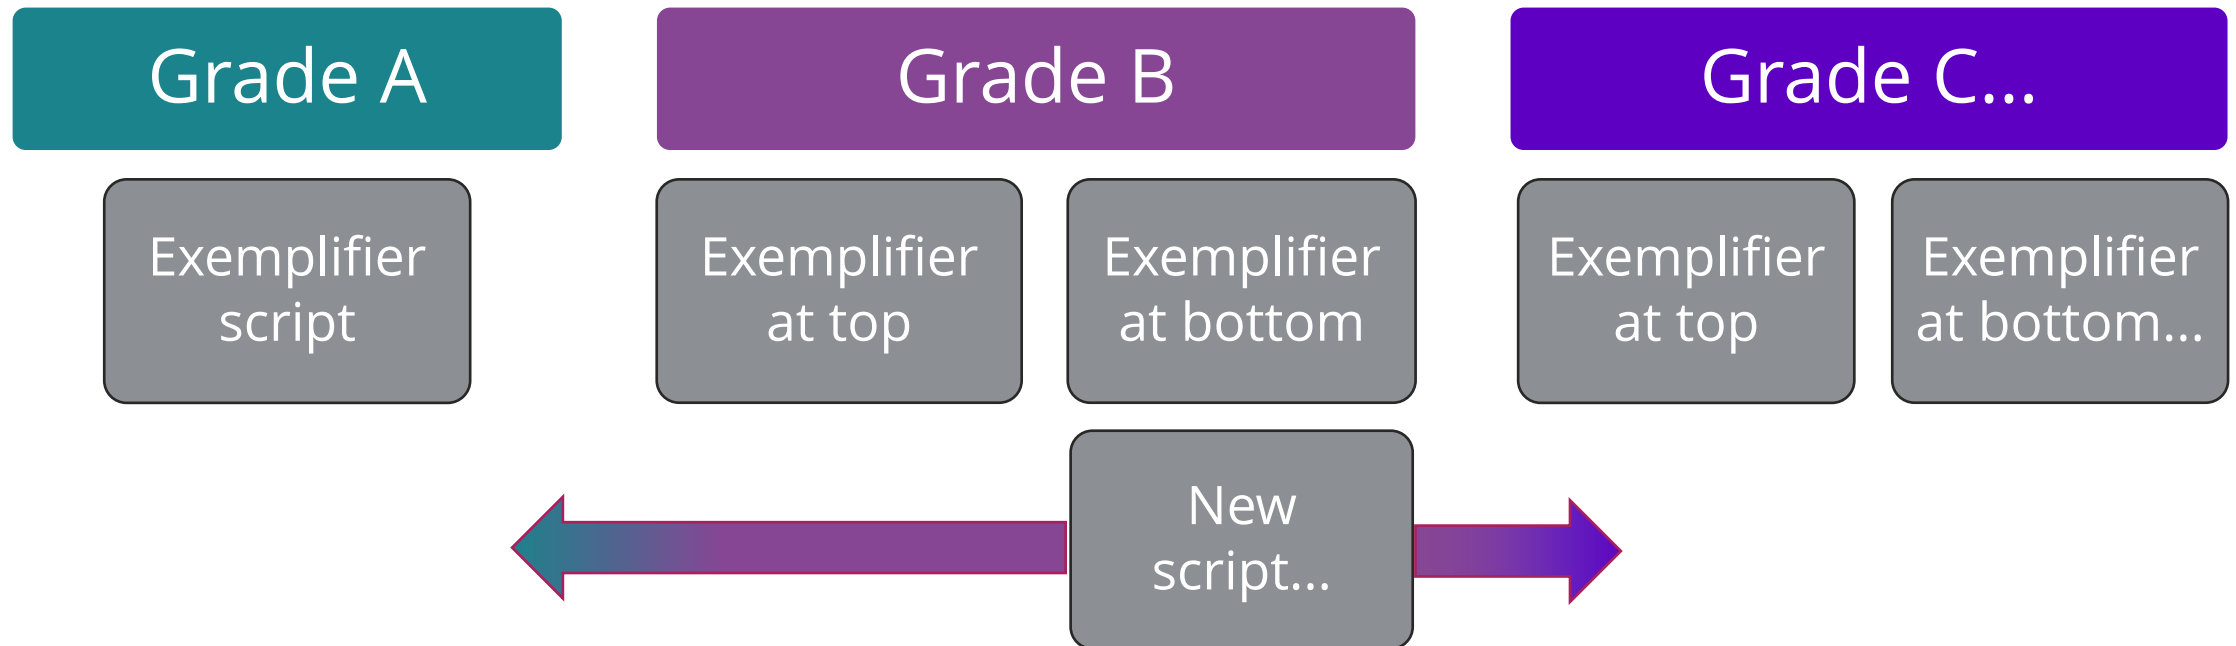 Grade A
Grade B
Grade C...
Exemplifier
script
Exemplifier
at top
Exemplifier
at bottom
Exemplifier
at top
Exemplifier
at bottom...
New
script...